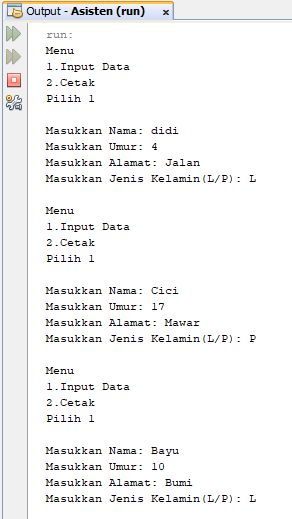 Output - Asisten (run)
run:
Menu
1.Input Data
2.Cetak
Pilih 1
Masukkan Nama: didi
Masukkan Umur: 4
Masukkan Alamat: Jalan
Masukkan Jenis Kelamin(L/P): L
Menu
1.Input Data
2.Cetak
Pilih 1
Masukkan Nama: Cici
Masukkan Umur: 17
Masukkan Alamat: Mawar
Masukkan Jenis Kelamin(L/P): P
Menu
1.Input Data
2.Cetak
Pilih 1
Masukkan Nama: Bayu
Masukkan Umur: 10
Masukkan Alamat: Bumi
Masukkan Jenis Kelamin(L/P): L